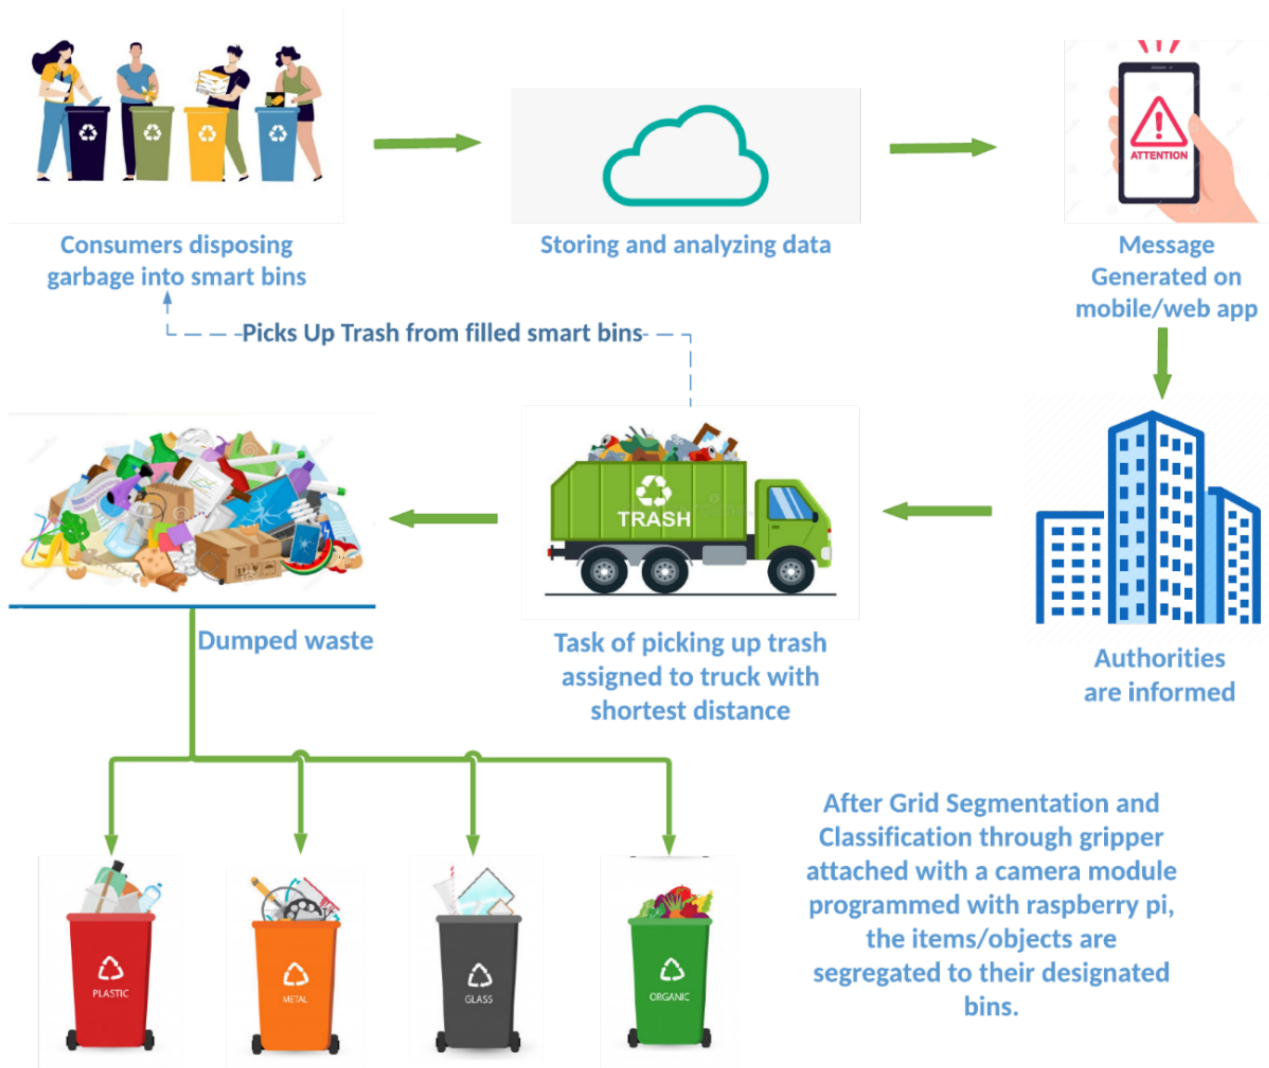 ATTENTION
Consumers disposing
garbage into smart bins
Storing and analyzing data
Message
Generated on
mobile/web app
Picks Up Trash from filled smart bins
TRASH
Dumped waste
Task of picking up trash
assigned to truck with
shortest distance
Authorities
are informed
After Grid Segmentation and
Classification through gripper
attached with a camera module
programmed with raspberry pi,
the items/objects are
segregated to their designated
bins.
PLASTIC
METAL
GLASS
ORGANIC